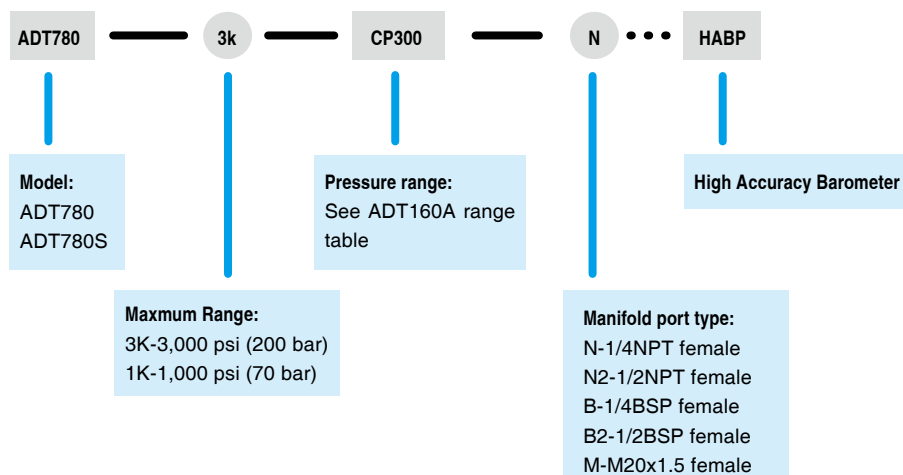 ADT780
3k
CP300
N
HABP
Model:
ADT780
ADT780S
Pressure range:
See ADT160A range
table
High Accuracy Barometer
Maxmum Range:
3K-3,000 psi (200 bar)
1K-1,000 psi (70 bar)
Manifold port type:
N-1/4NPT female
N2-1/2NPT female
B-1/4BSP female
B2-1/2BSP female
M-M20x1.5 female